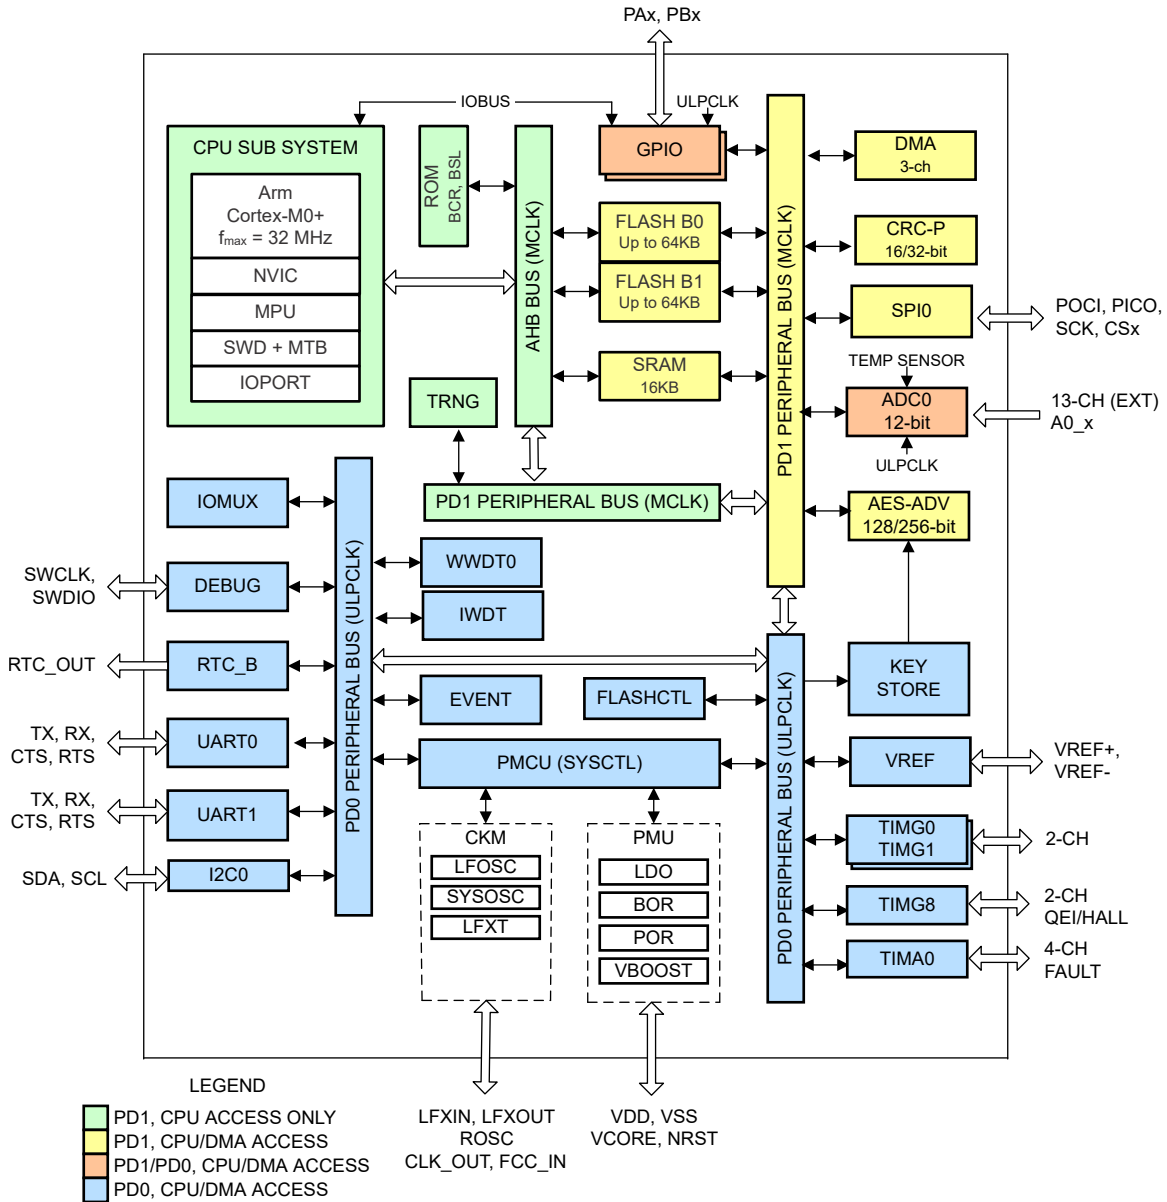 PAx, PBx
IOBUS
ULPCLK
CPU SUB SYSTEM
Arm
Cortex-M0+
fmax = 32 MHz
NVIC
MPU
SWD + MTB
IOPORT
ROM
BCR, BSL
AHB BUS (MCLK)
GPIO
FLASH B0
Up to 64KB
FLASH B1
Up to 64KB
SRAM
16KB
TRNG
PD1 PERIPHERAL BUS (MCLK)
PD1 PERIPHERAL BUS (MCLK)
DMA
3-ch
CRC-P
16/32-bit
SPI0
POCI, PICO,
SCK, CSx
TEMP SENSOR
ADC0
12-bit
13-CH (EXT)
A0_x
ULPCLK
AES-ADV
128/256-bit
IOMUX
SWCLK,
SWDIO
DEBUG
RTC_OUT
RTC_B
TX, RX,
CTS, RTS
UART0
TX, RX,
CTS, RTS
UART1
SDA, SCL
I2C0
PD0 PERIPHERAL BUS (ULPCLK)
WWDT0
IWDT
EVENT
FLASHCTL
PMCU (SYSCTL)
CKM
LFOSC
SYSOSC
LFXT
PMU
LDO
BOR
POR
VBOOST
PD0 PERIPHERAL BUS (ULPCLK)
KEY
STORE
VREF
VREF+,
VREF-
TIMG0
TIMG1
2-CH
TIMG8
2-CH
QEI/HALL
TIMA0
4-CH
FAULT
LFXIN, LFXOUT
ROSC
CLK_OUT, FCC_IN
VDD, VSS
VCORE, NRST
LEGEND
PD1, CPU ACCESS ONLY
PD1, CPU/DMA ACCESS
PD1/PD0, CPU/DMA ACCESS
PD0, CPU/DMA ACCESS